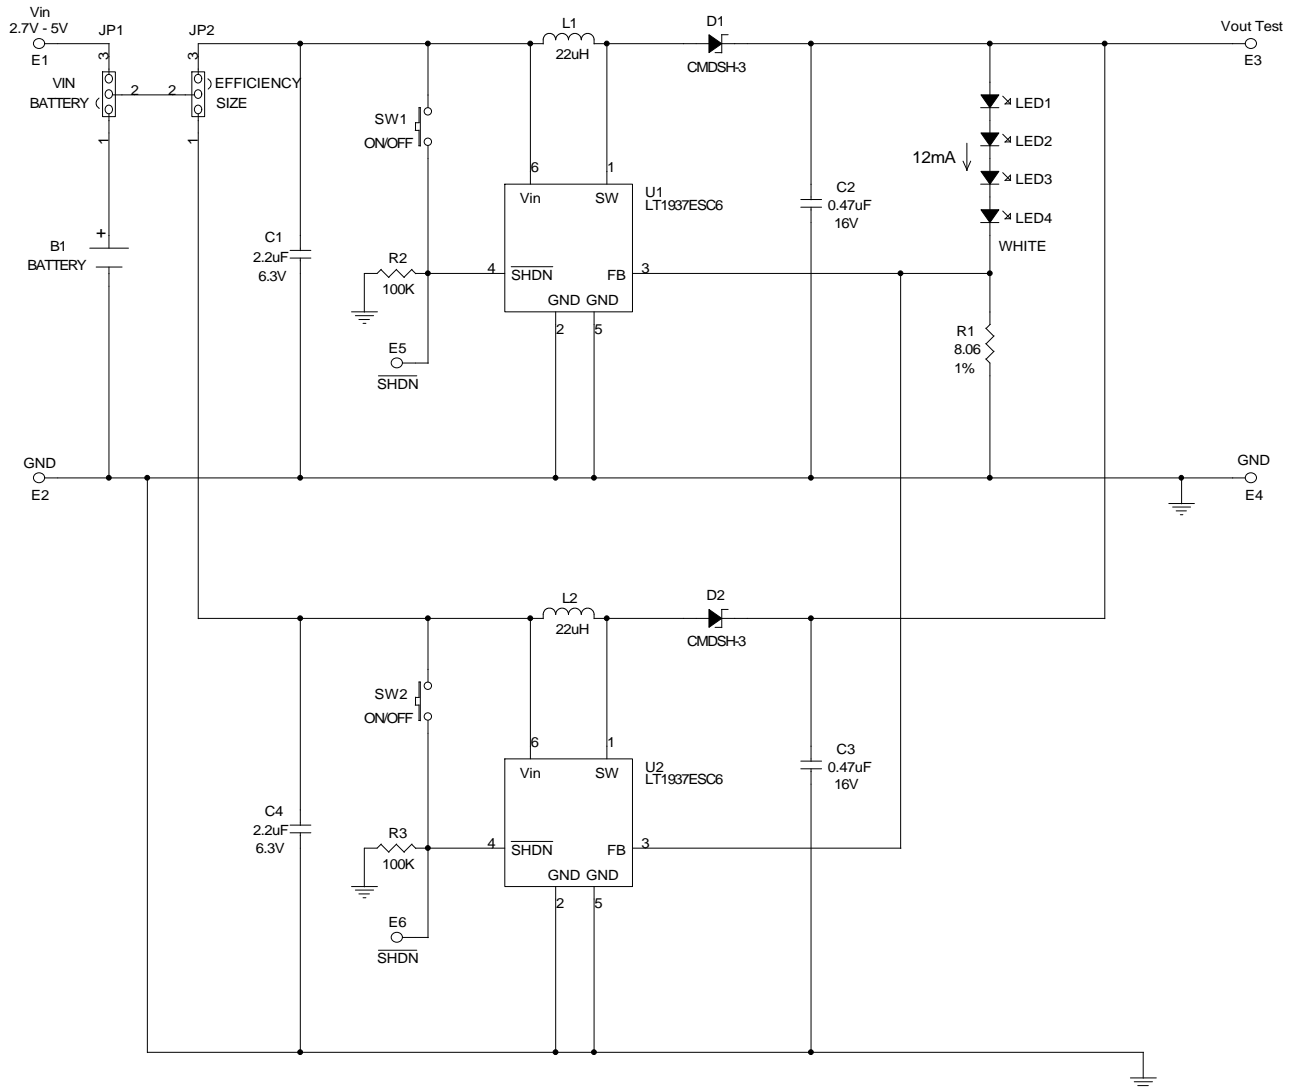 Vin
2.7V - 5V
E1
JP1
3
VIN
BATTERY
2
1
JP2
3
2
EFFICIENCY
SIZE
1
+
B1
BATTERY
C1
2.2uF
6.3V
SW1
ON/OFF
R2
100K
E5
SHDN
L1
22uH
6
1
Vin
SW
U1
LT1937ESC6
4
SHDN
FB
3
GND
GND
2
5
D1
CMDSH-3
C2
0.47uF
16V
12mA
LED1
LED2
LED3
LED4
WHITE
R1
8.06
1%
Vout Test
E3
GND
E2
GND
E4
C4
2.2uF
6.3V
SW2
ON/OFF
R3
100K
E6
SHDN
L2
22uH
6
1
Vin
SW
U2
LT1937ESC6
4
SHDN
FB
3
GND
GND
2
5
D2
CMDSH-3
C3
0.47uF
16V